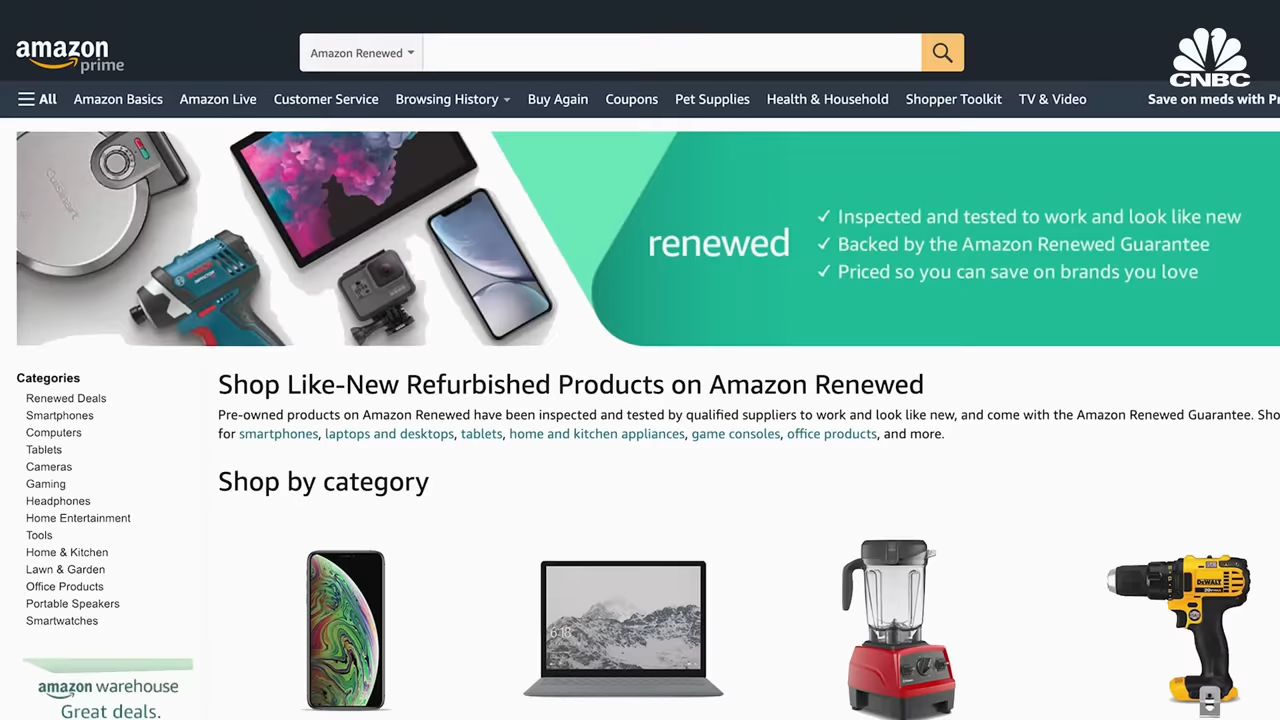 amazon
prime
Amazon Renewed
CNBC
All
Amazon Basics
Amazon Live
Customer Service
Browsing History
Buy Again
Coupons
Pet Supplies
Health & Household
Shopper Toolkit
TV & Video
Save on meds with Pr
Cuisinart
BOSCH
renewed
✓ Inspected and tested to work and look like new
✓ Backed by the Amazon Renewed Guarantee
✓ Priced so you can save on brands you love
Categories
Renewed Deals
Smartphones
Computers
Tablets
Cameras
Gaming
Headphones
Home Entertainment
Tools
Home & Kitchen
Lawn & Garden
Office Products
Portable Speakers
Smartwatches
amazon warehouse
Great deals.
Shop Like-New Refurbished Products on Amazon Renewed
Pre-owned products on Amazon Renewed have been inspected and tested by qualified suppliers to work and look like new, and come with the Amazon Renewed Guarantee. Sho
for smartphones, laptops and desktops, tablets, home and kitchen appliances, game consoles, office products, and more.
Shop by category
6:18
DEWALT